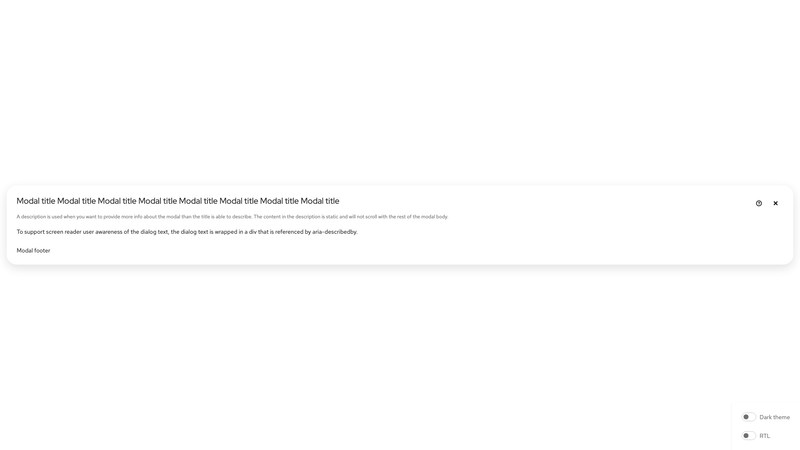 Modal title Modal title Modal title Modal title Modal title Modal title Modal title Modal title
A description is used when you want to provide more info about the modal than the title is able to describe. The content in the description is static and will not scroll with the rest of the modal body.
To support screen reader user awareness of the dialog text, the dialog text is wrapped in a div that is referenced by aria-describedby.
Modal footer
Dark theme
RTL